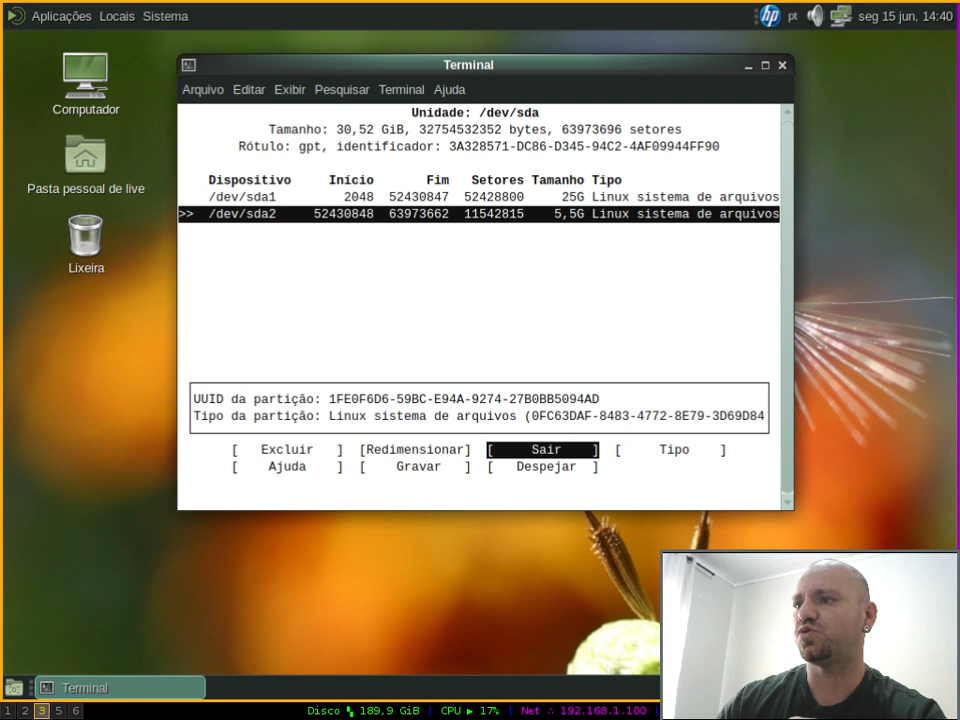 Aplicações Locais Sistema
hp pt seg 15 jun, 14:40
Computador
Pasta pessoal de live
Lixeira
Terminal
Arquivo Editar Exibir Pesquisar Terminal Ajuda
Unidade: /dev/sda
Tamanho: 30,52 GiB, 32754532352 bytes, 63973696 setores
Rótulo: gpt, identificador: 3A328571-DC86-D345-94C2-4AF09944FF90
Dispositivo Início Fim Setores Tamanho Tipo
/dev/sda1 2048 52430847 52428800 25G Linux sistema de arquivos
>> /dev/sda2 52430848 63973662 11542815 5,5G Linux sistema de arquivos
UUID da partição: 1FE0F6D6-59BC-E94A-9274-27B0BB5094AD
Tipo da partição: Linux sistema de arquivos (0FC63DAF-8483-4772-8E79-3D69D84
[ Excluir ] [Redimensionar] [ Sair ] [ Tipo ]
[ Ajuda ] [ Gravar ] [ Despejar ]
Terminal
1 2 3 5 6 Disco 189,9 GiB | CPU ▶ 17% | Net ∴ 192.168.1.100 |